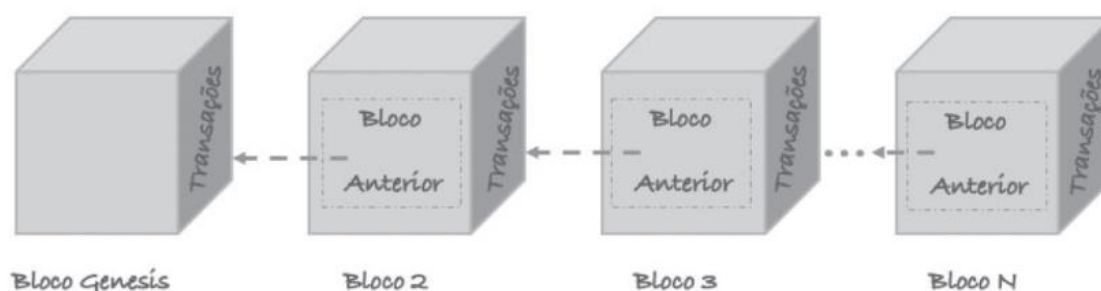 Transações
Bloco
Anterior
Transações
Bloco
Anterior
Transações
Bloco
Anterior
Transações
Bloco Genesis
Bloco 2
Bloco 3
Bloco N